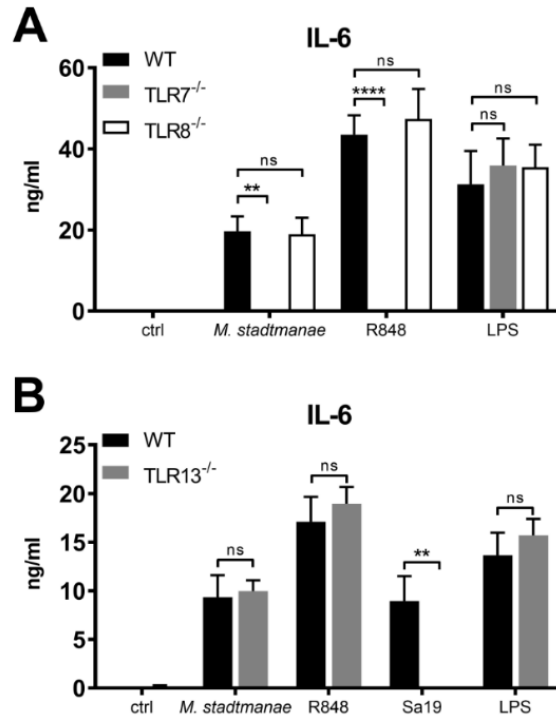 A
IL-6
WT
TLR7-/-
TLR8-/-
ng/ml
60
40
20
0
ns
**
ns
****
ns
ns
ctrl
M. stadtmanae
R848
LPS
B
IL-6
WT
TLR13-/-
ng/ml
25
20
15
10
5
0
ns
ns
**
ns
ctrl
M. stadtmanae
R848
Sa19
LPS